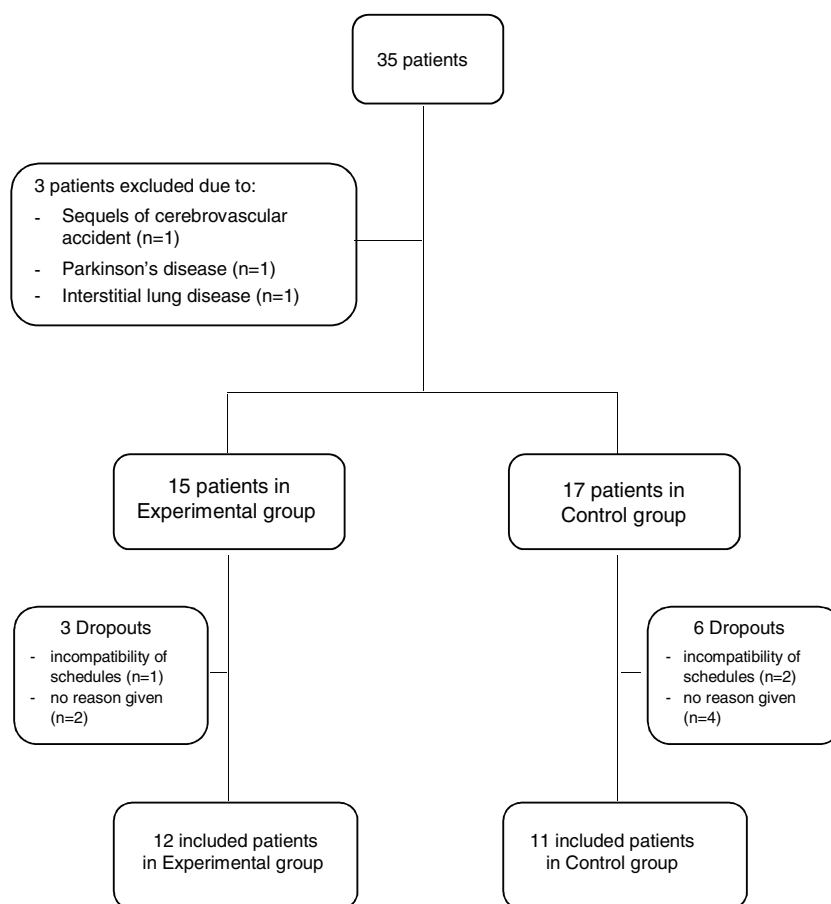 35 patients
3 patients excluded due to:
- Sequels of cerebrovascular
accident (n=1)
- Parkinson's disease (n=1)
- Interstitial lung disease (n=1)
15 patients in
Experimental group
17 patients in
Control group
3 Dropouts
- incompatibility of
schedules (n=1)
- no reason given
(n=2)
6 Dropouts
- incompatibility of
schedules (n=2)
- no reason given
(n=4)
12 included patients
in Experimental group
11 included patients
in Control group